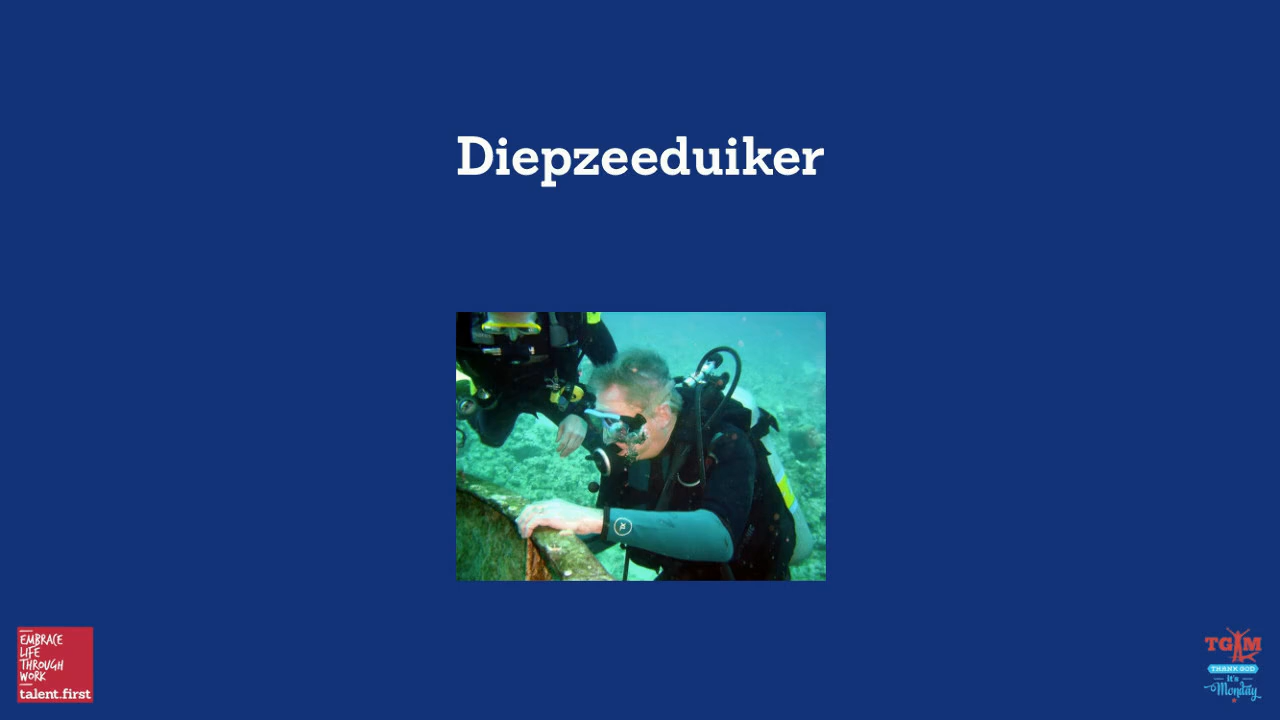 Diepzeeduiker
EMBRACE
LIFE
THROUGH
WORK
talent.first
TGIM
THANK GOD
it's
Monday